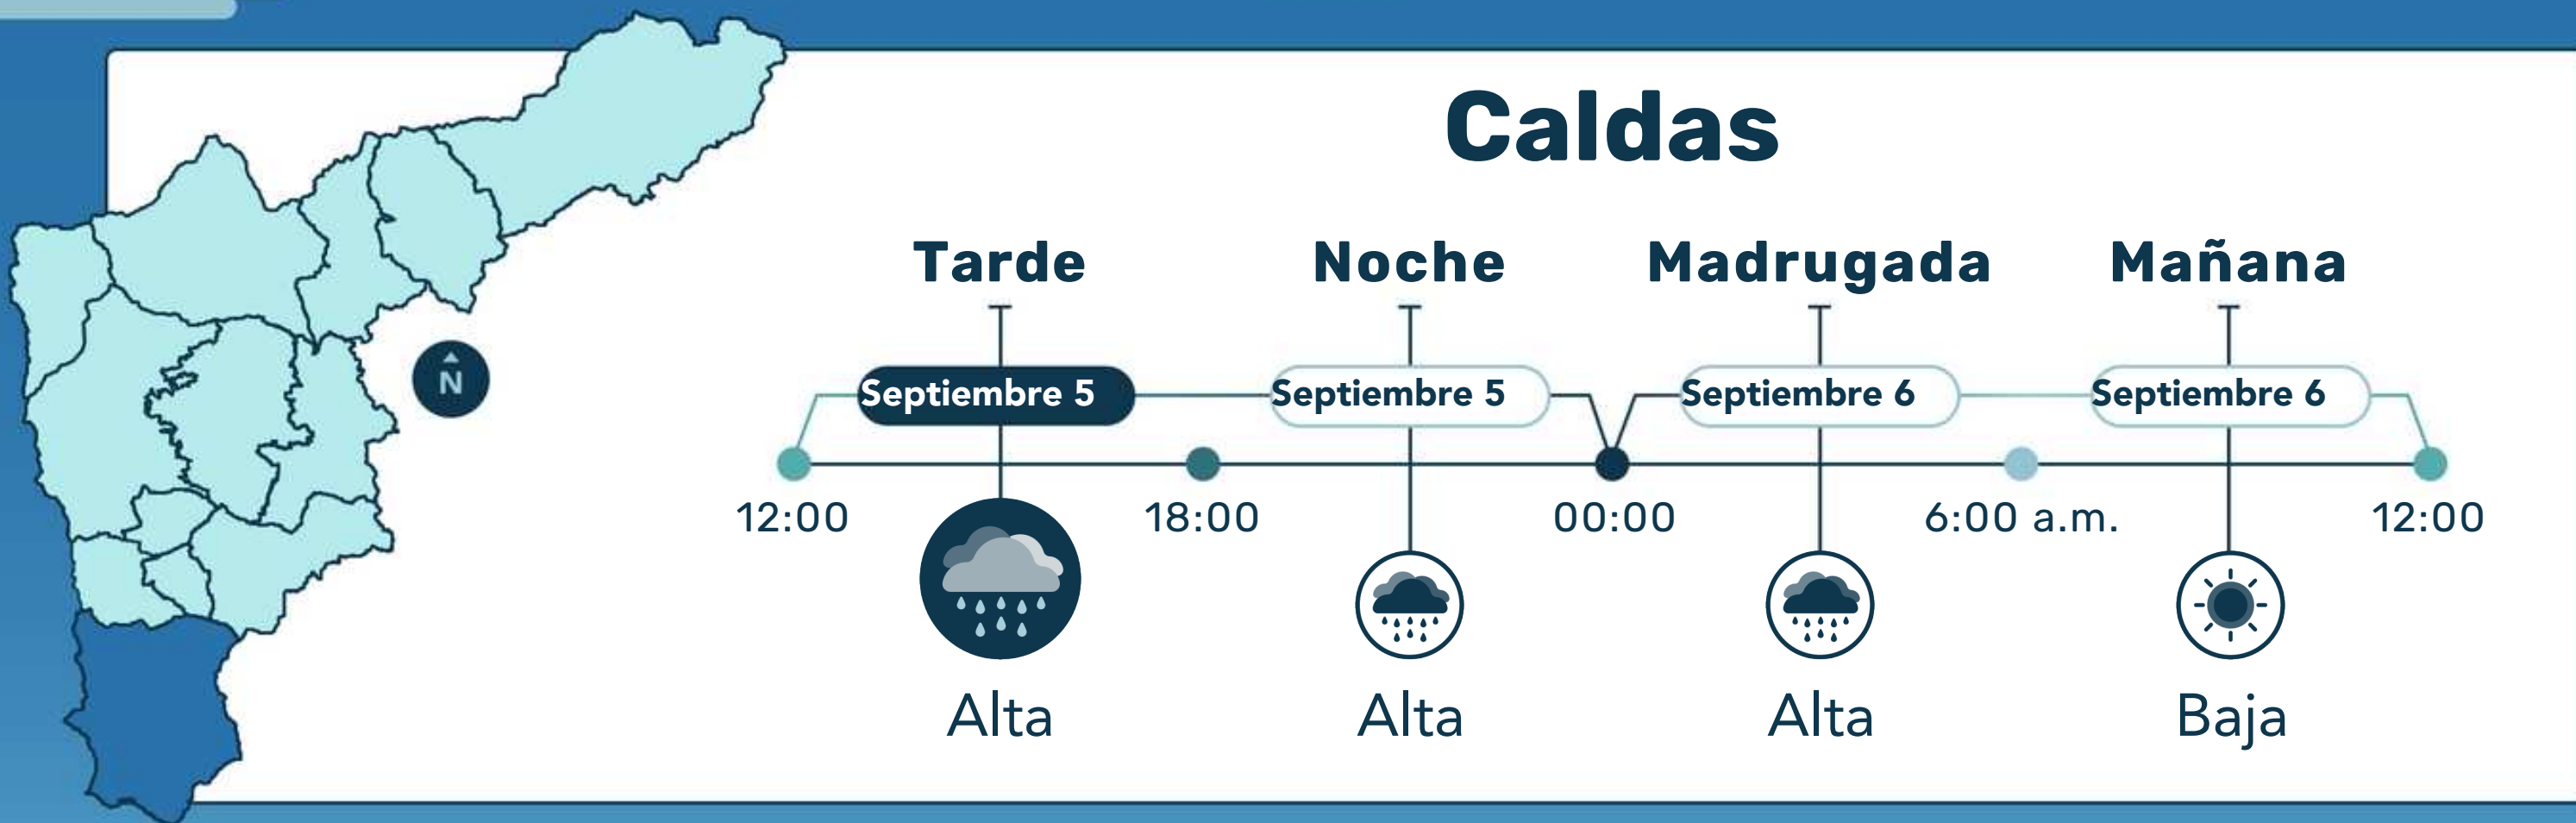 Caldas
Tarde Noche Madrugada Mañana
Septiembre 5 Septiembre 5 Septiembre 6 Septiembre 6
N
12:00 18:00 00:00 6:00 a.m. 12:00
Alta Alta Alta Baja